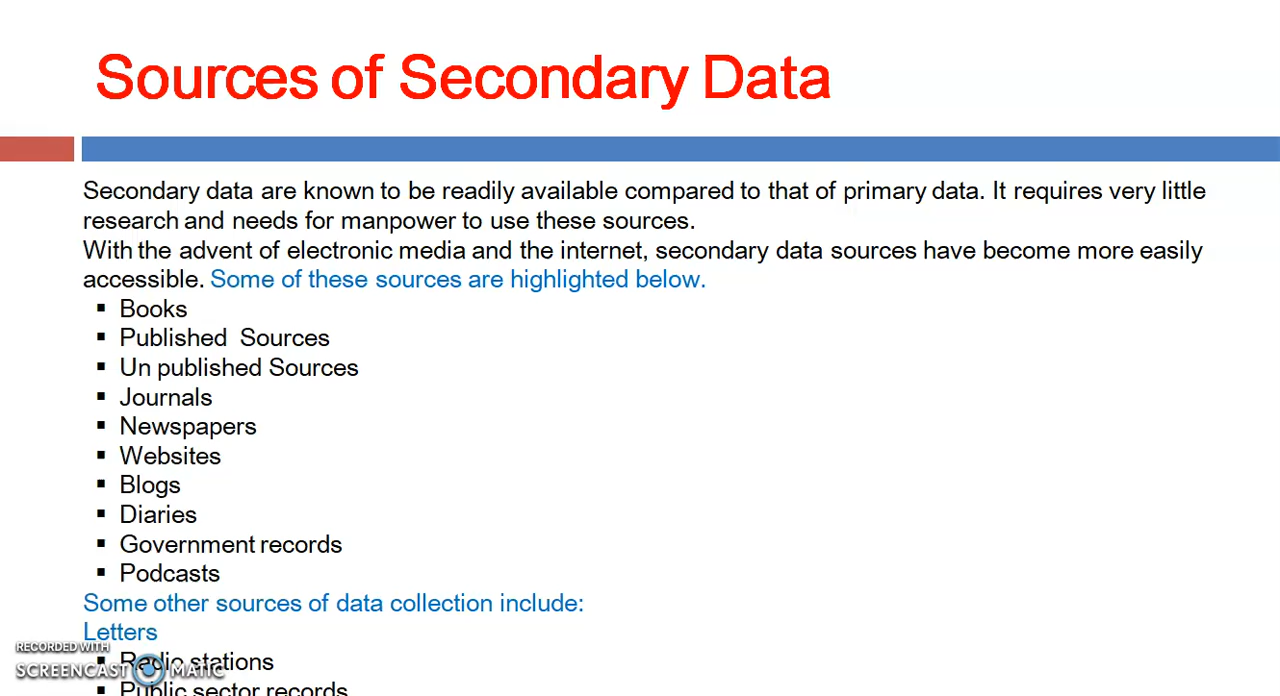 Sources of Secondary Data
Secondary data are known to be readily available compared to that of primary data. It requires very little
research and needs for manpower to use these sources.
With the advent of electronic media and the internet, secondary data sources have become more easily
accessible. Some of these sources are highlighted below.
▪ Books
▪ Published Sources
▪ Un published Sources
▪ Journals
▪ Newspapers
▪ Websites
▪ Blogs
▪ Diaries
▪ Government records
▪ Podcasts
Some other sources of data collection include:
Letters
RECORDED WITH
▪ Radio stations
SCREENCAST MATIC
▪ Public sector records